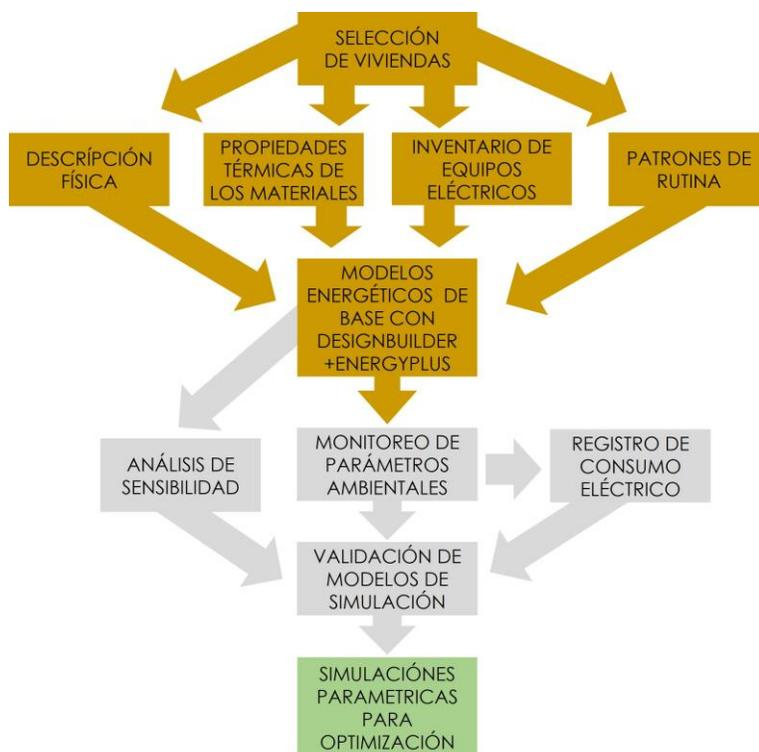 SELECCIÓN
DE VIVIENDAS
DESCRÍPCIÓN
FÍSICA
PROPIEDADES
TÉRMICAS DE
LOS MATERIALES
INVENTARIO DE
EQUIPOS
ELÉCTRICOS
PATRONES DE
RUTINA
MODELOS
ENERGÉTICOS DE
BASE CON
DESIGNBUILDER
+ENERGYPLUS
ANÁLISIS DE
SENSIBILIDAD
MONITOREO DE
PARÁMETROS
AMBIENTALES
REGISTRO DE
CONSUMO
ELÉCTRICO
VALIDACIÓN DE
MODELOS DE
SIMULACIÓN
SIMULACIÓNES
PARAMETRICAS
PARA
OPTIMIZACIÓN